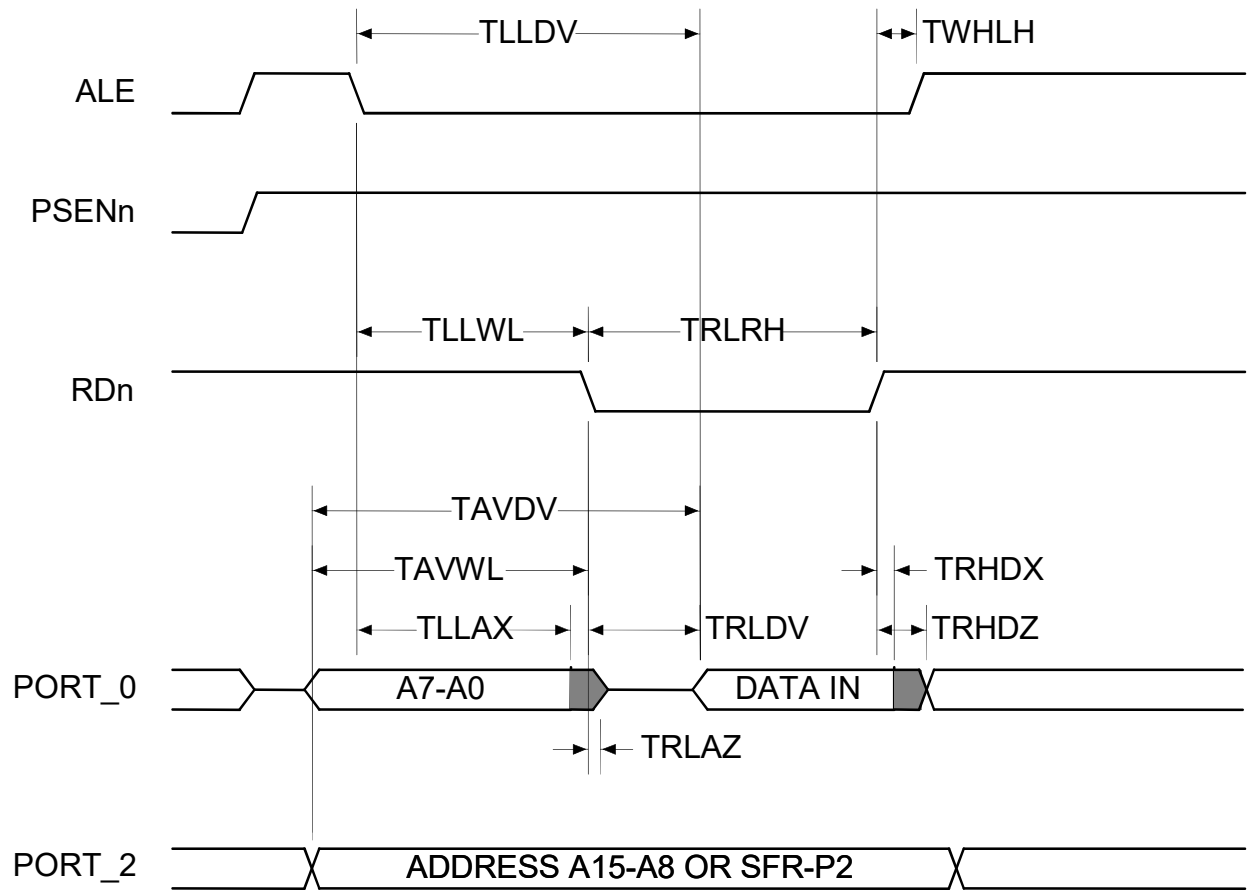 TLLDV
TWHLH
ALE
PSENn
TLLWL
TRLRH
RDn
TAVDV
TAVWL
TRHDX
TLLAX
TRLDV
TRHDZ
PORT_0
A7-A0
DATA IN
TRLAZ
PORT_2
ADDRESS A15-A8 OR SFR-P2